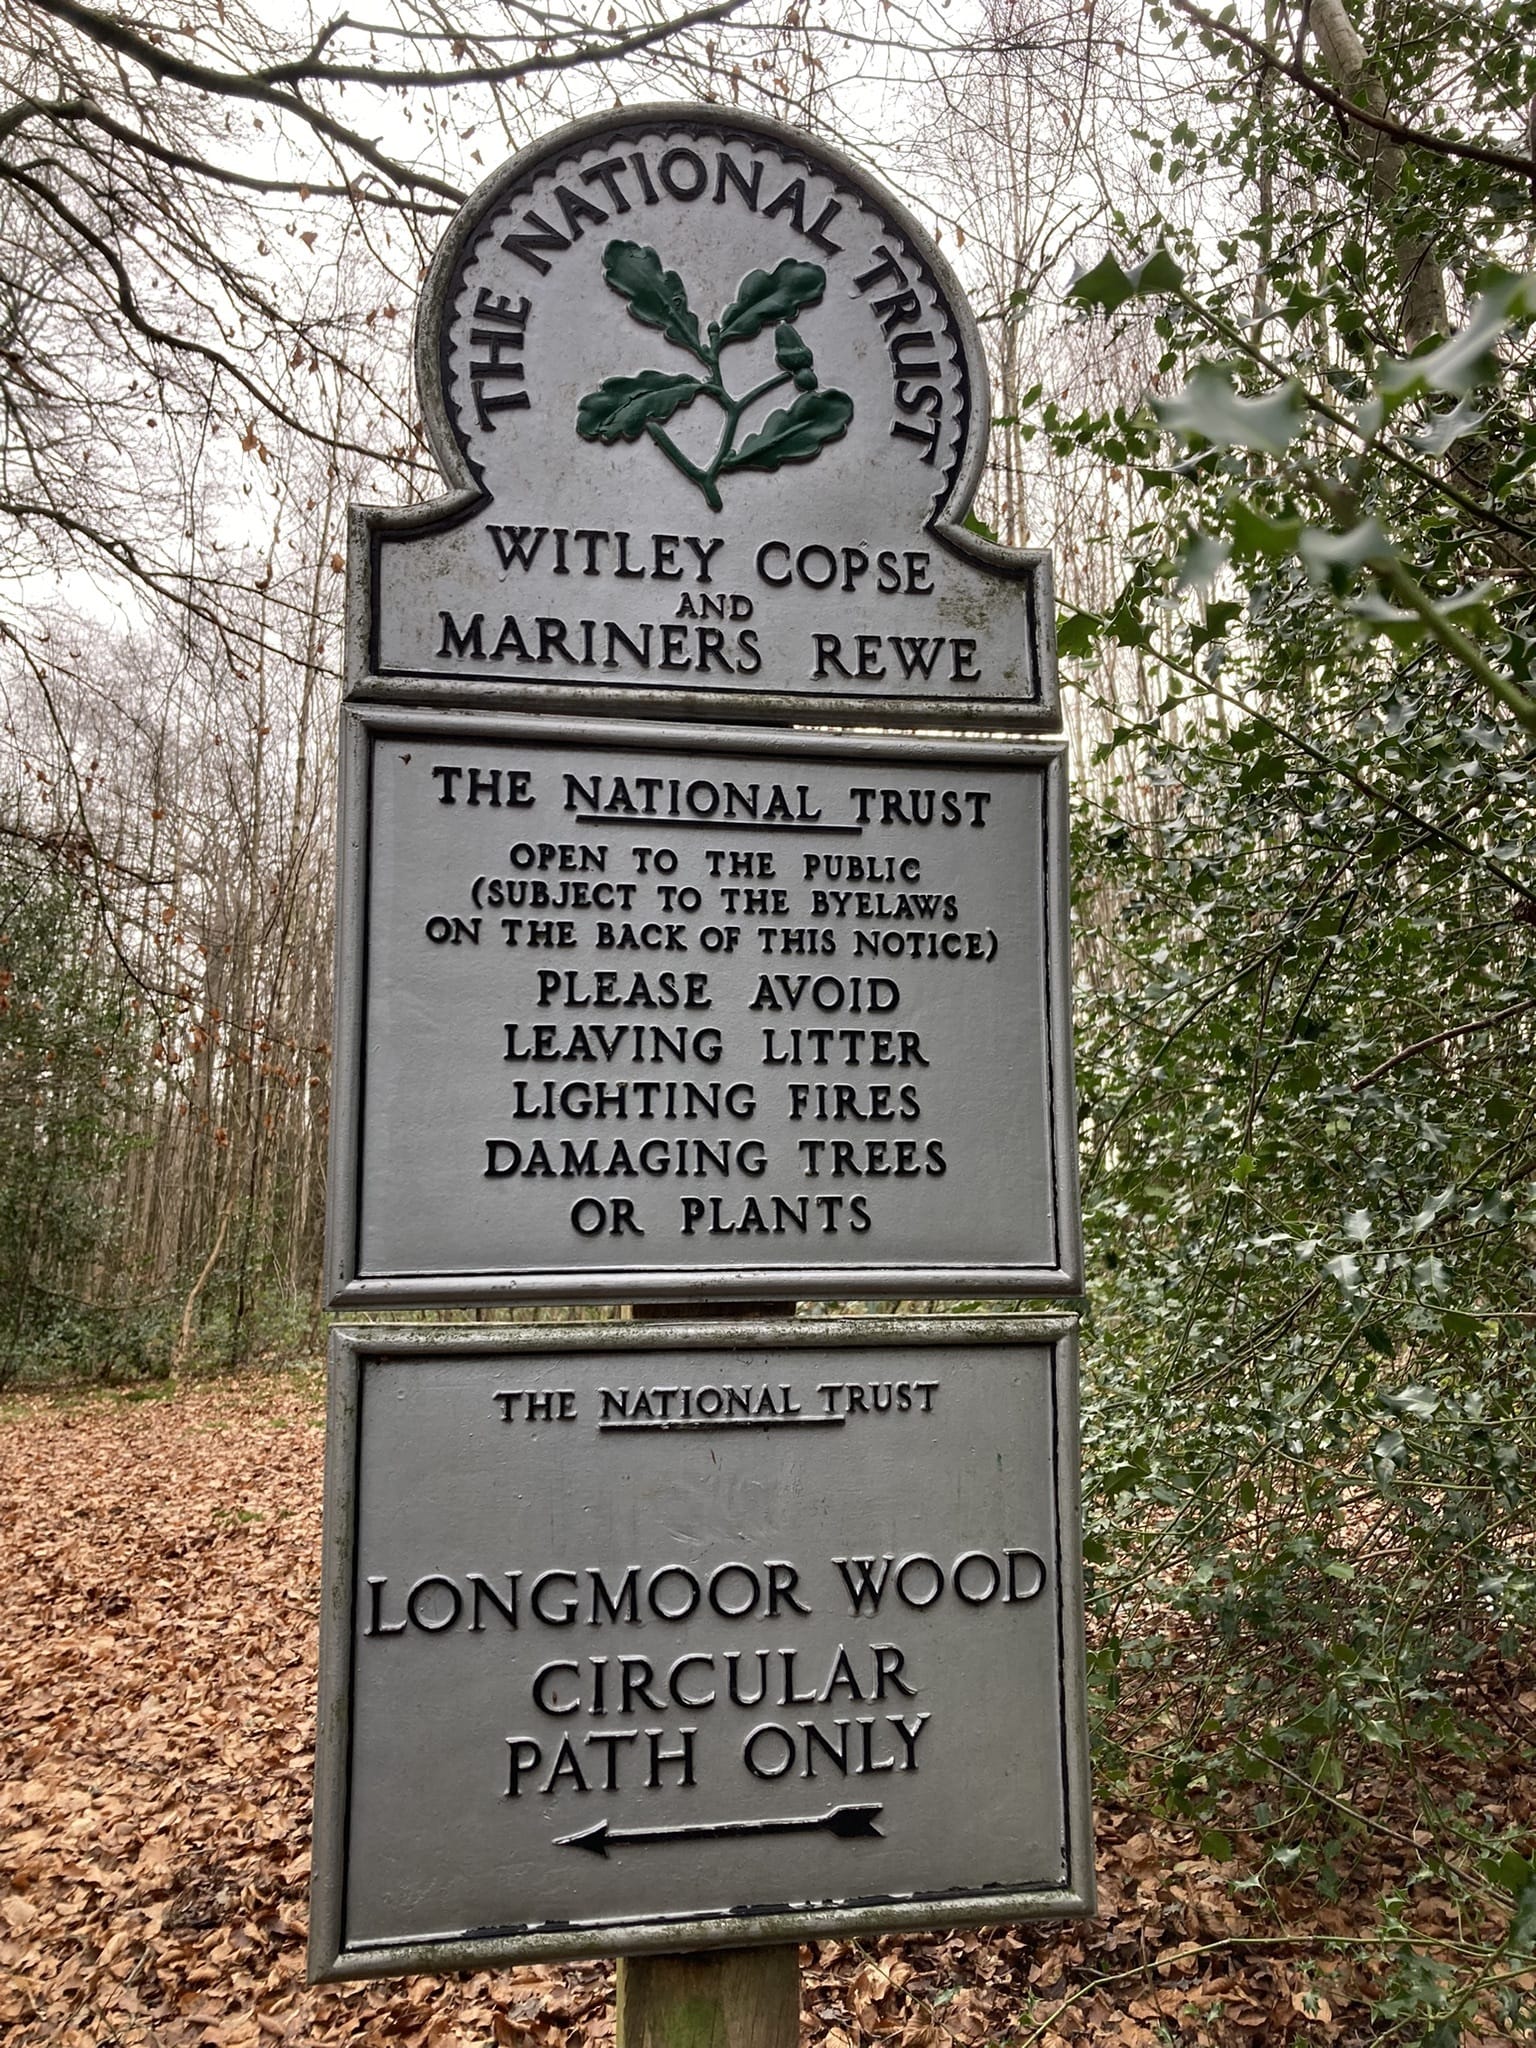 THE NATIONAL TRUST
WITLEY COPSE
AND
MARINERS REWE
THE NATIONAL TRUST
OPEN TO THE PUBLIC
(SUBJECT TO THE BYELAWS
ON THE BACK OF THIS NOTICE)
PLEASE AVOID
LEAVING LITTER
LIGHTING FIRES
DAMAGING TREES
OR PLANTS
THE NATIONAL TRUST
LONGMOOR WOOD
CIRCULAR
PATH ONLY